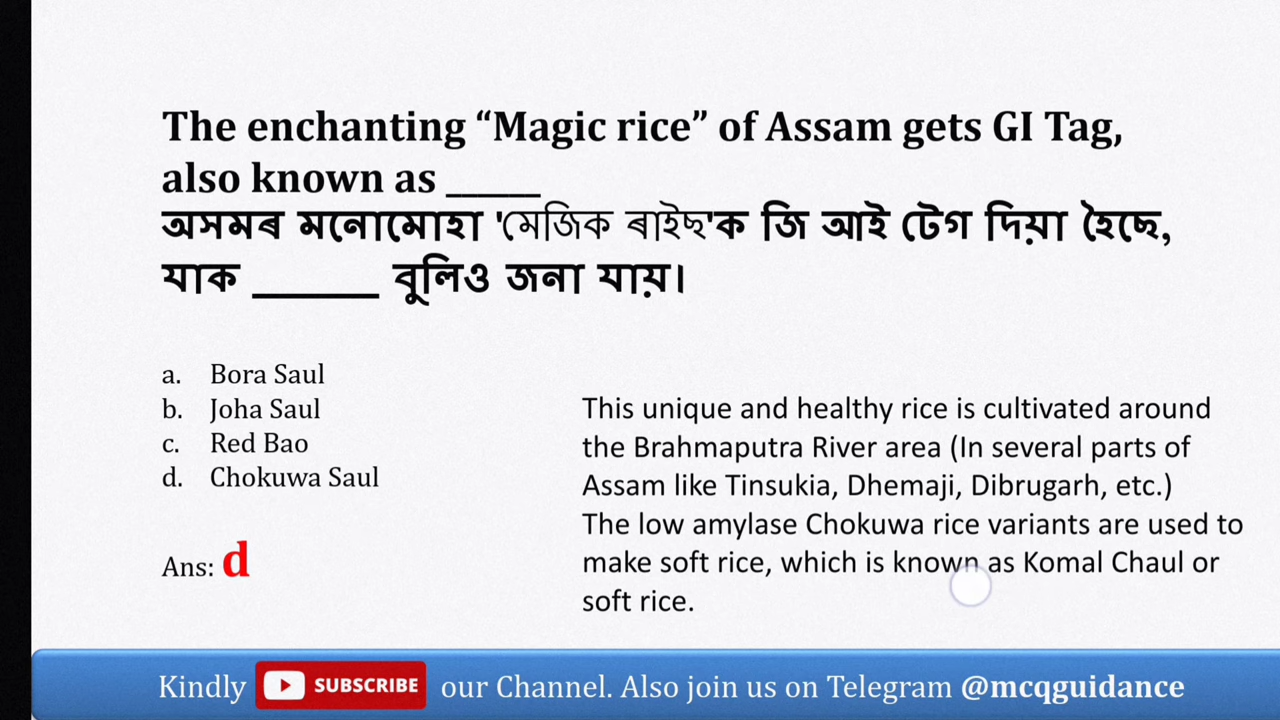 The enchanting “Magic rice” of Assam gets GI Tag,
also known as ______
অসমৰ মনোমোহা 'মেজিক ৰাইছ'ক জি আই টেগ দিয়া হৈছে,
যাক ________ বুলিও জনা যায়।
a. Bora Saul
b. Joha Saul
c. Red Bao
d. Chokuwa Saul
Ans: d
This unique and healthy rice is cultivated around
the Brahmaputra River area (In several parts of
Assam like Tinsukia, Dhemaji, Dibrugarh, etc.)
The low amylase Chokuwa rice variants are used to
make soft rice, which is known as Komal Chaul or
soft rice.
Kindly SUBSCRIBE our Channel. Also join us on Telegram @mcqguidance